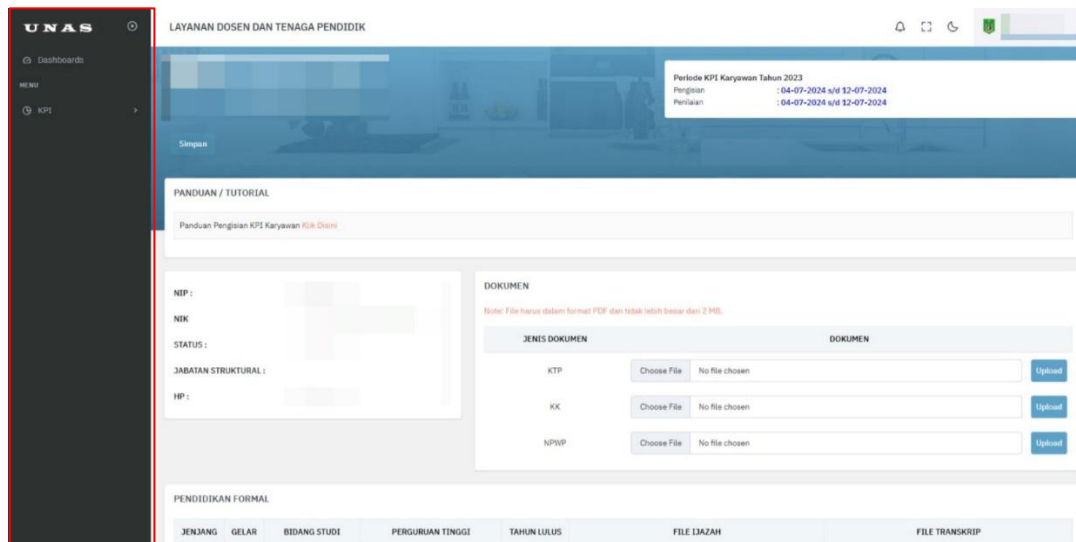 UNAS
LAYANAN DOSEN DAN TENAGA PENDIDIK
Dashboards
MENU
KPI
Periode KPI Karyawan Tahun 2023
Pengisian : 04-07-2024 s/d 12-07-2024
Penilaian : 04-07-2024 s/d 12-07-2024
Simpan
PANDUAN / TUTORIAL
Panduan Pengisian KPI Karyawan Klik Disini
NIP :
NIK
STATUS :
JABATAN STRUKTURAL :
HP :
DOKUMEN
Note: File harus dalam format PDF dan tidak lebih besar dari 2 MB.
JENIS DOKUMEN DOKUMEN
KTP Choose File No file chosen Upload
KK Choose File No file chosen Upload
NPWP Choose File No file chosen Upload
PENDIDIKAN FORMAL
JENJANG GELAR BIDANG STUDI PERGURUAN TINGGI TAHUN LULUS FILE IJAZAH FILE TRANSKRIP